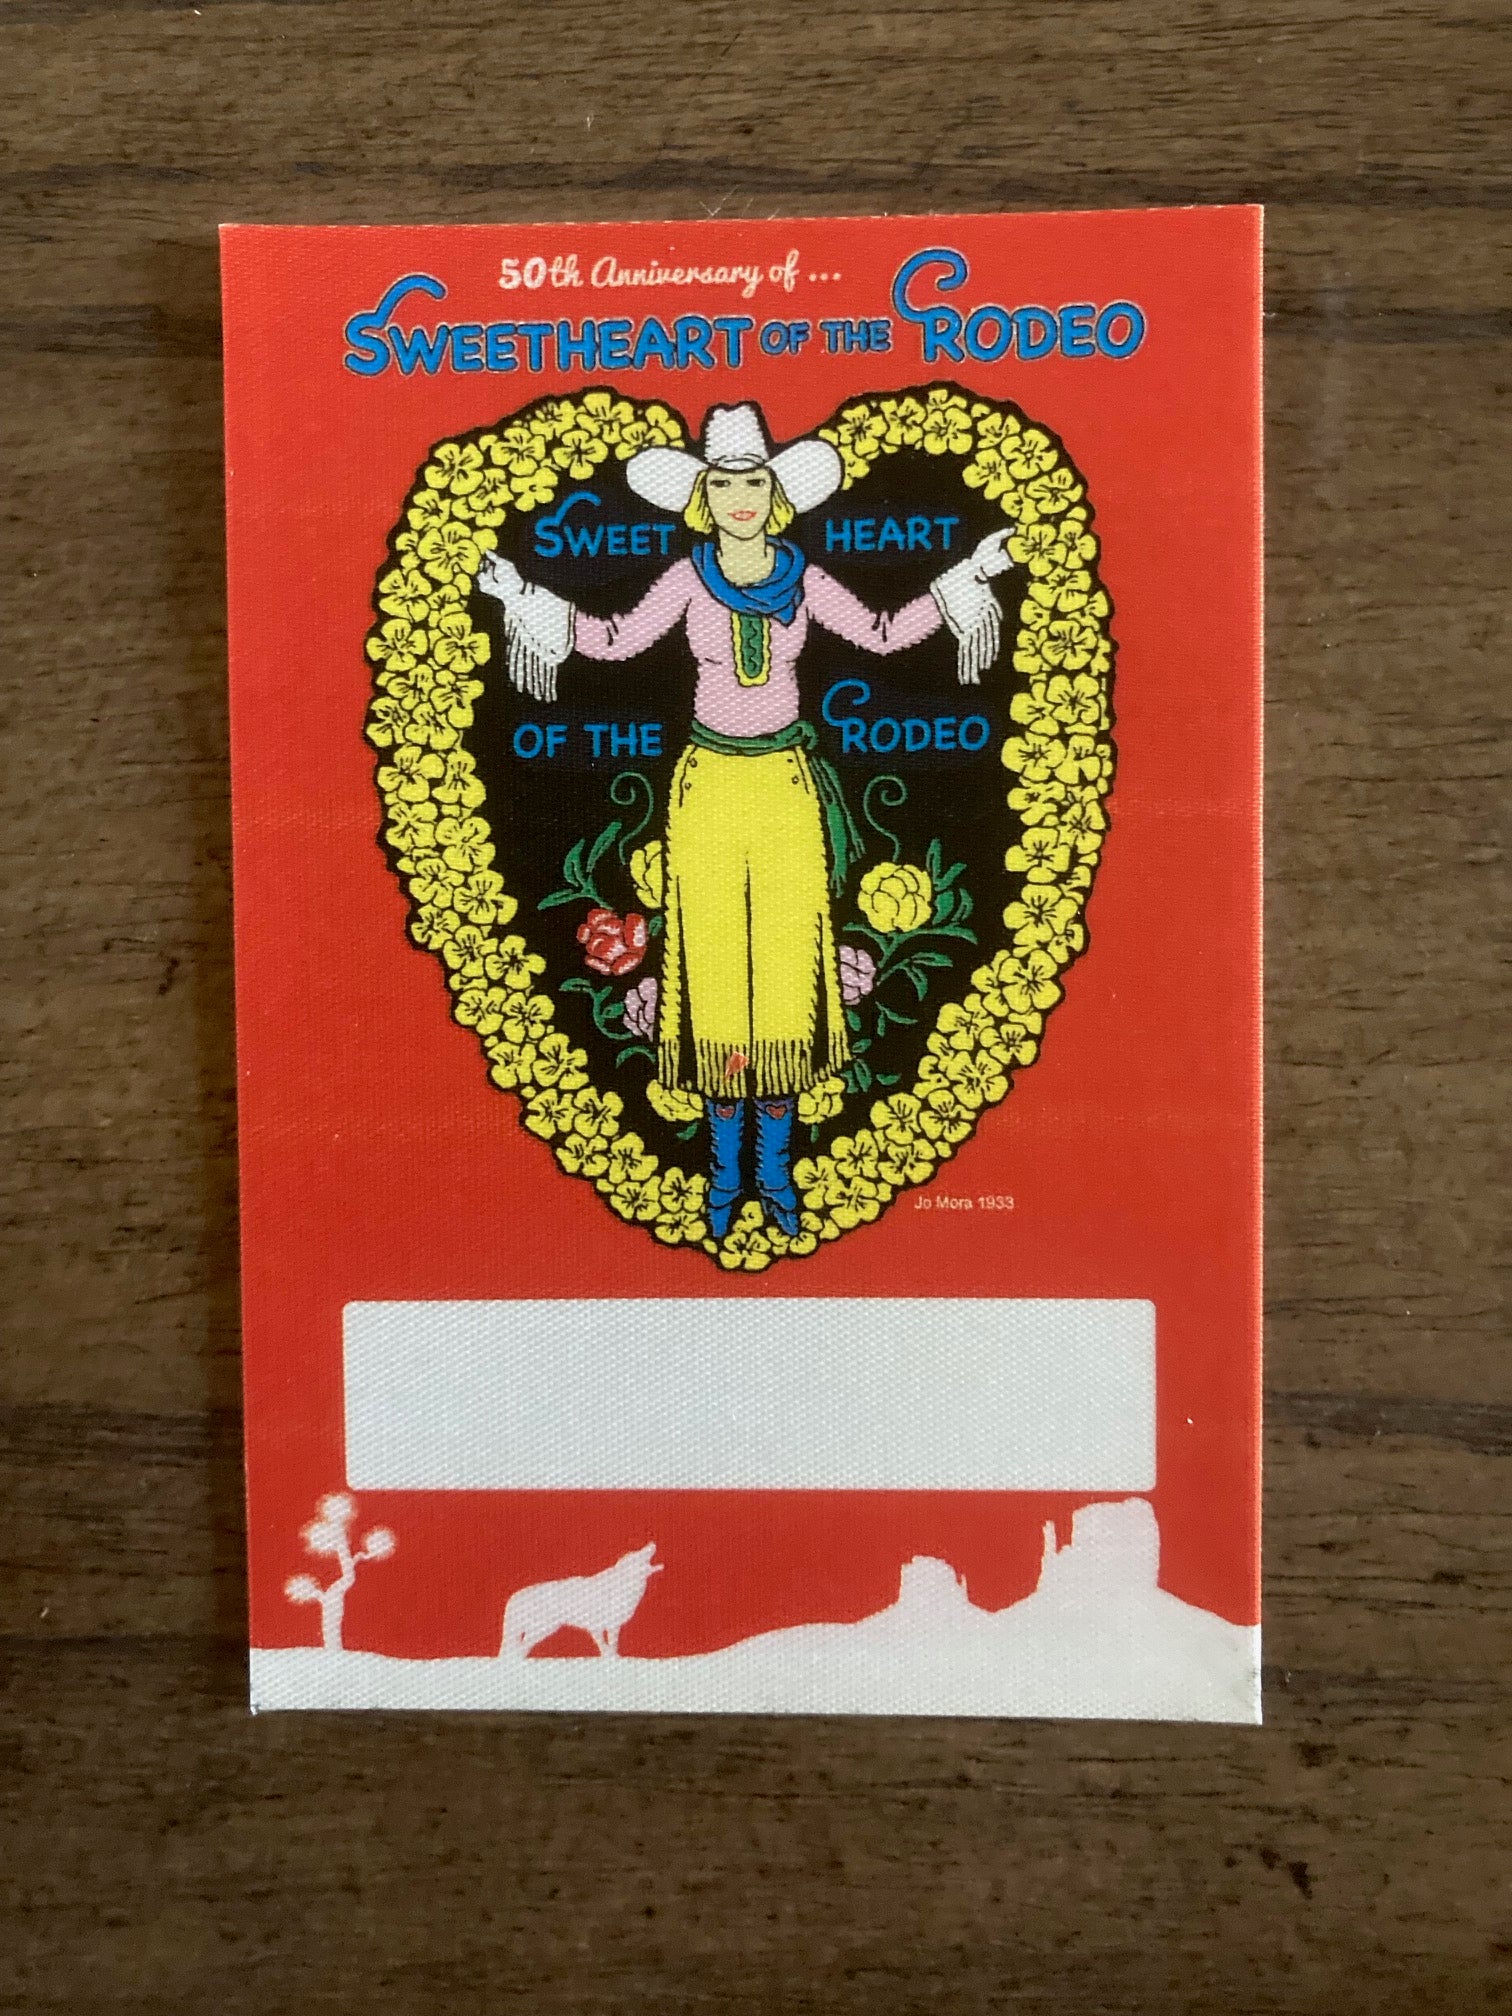 50th Anniversary of ...
SWEETHEART OF THE RODEO
SWEET HEART
OF THE RODEO
Jo Mora 1933